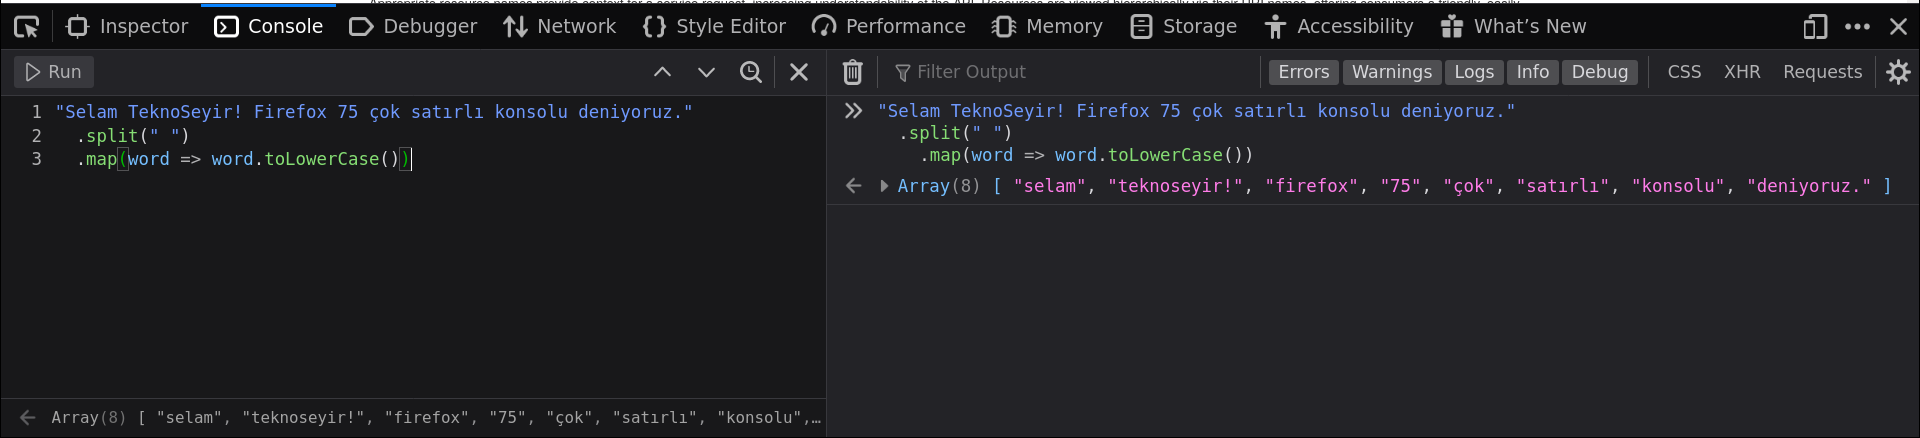 Inspector Console Debugger Network Style Editor Performance Memory Storage Accessibility What's New
Run
Filter Output Errors Warnings Logs Info Debug CSS XHR Requests
1 "Selam TeknoSeyir! Firefox 75 çok satırlı konsolu deniyoruz."
2 .split(" ")
3 .map(word => word.toLowerCase())
Array(8) [ "selam", "teknoseyir!", "firefox", "75", "çok", "satırlı", "konsolu",…
"Selam TeknoSeyir! Firefox 75 çok satırlı konsolu deniyoruz."
.split(" ")
.map(word => word.toLowerCase())
Array(8) [ "selam", "teknoseyir!", "firefox", "75", "çok", "satırlı", "konsolu", "deniyoruz." ]